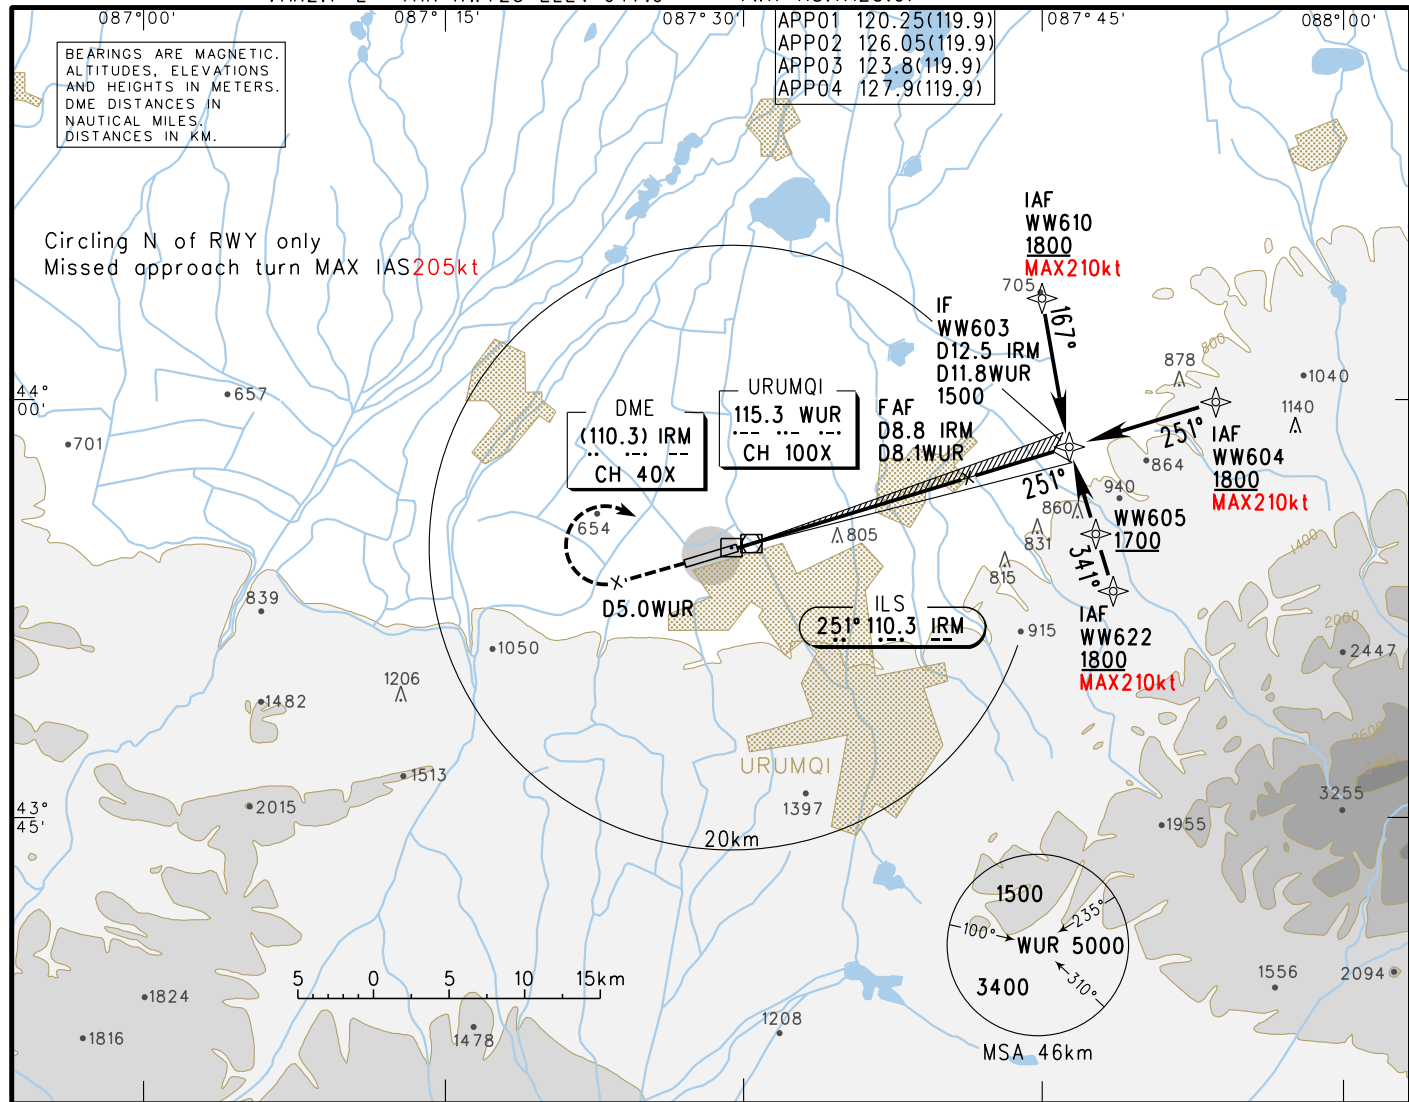 087° 00'
087° 15'
087° 30'
087° 45'
088° 00'
APP01 120.25(119.9)
APP02 126.05(119.9)
APP03 123.8(119.9)
APP04 127.9(119.9)
BEARINGS ARE MAGNETIC.
ALTITUDES, ELEVATIONS
AND HEIGHTS IN METERS.
DME DISTANCES IN
NAUTICAL MILES.
DISTANCES IN KM.
Circling N of RWY only
Missed approach turn MAX IAS205kt
IAF
WW610
1800
MAX210kt
705
167°
IF
WW603
D12.5 IRM
D11.8WUR
1500
800
878
1040
1140
44°
00'
657
701
DME
(110.3) IRM
CH 40X
URUMQI
115.3 WUR
CH 100X
FAF
D8.8 IRM
D8.1WUR
251°
251°
IAF
WW604
1800
MAX210kt
864
940
860
831
815
805
WW605
1700
341°
654
1400
D5.0WUR
ILS
251° 110.3 IRM
IAF
WW622
1800
MAX210kt
839
915
2000
2447
1050
1206
1482
URUMQI
1513
2015
1397
3255
1955
43°
45'
20km
1500
100°
235°
WUR 5000
3400
310°
MSA 46km
5 0 5 10 15km
1556
2094
1824
1816
1478
1208